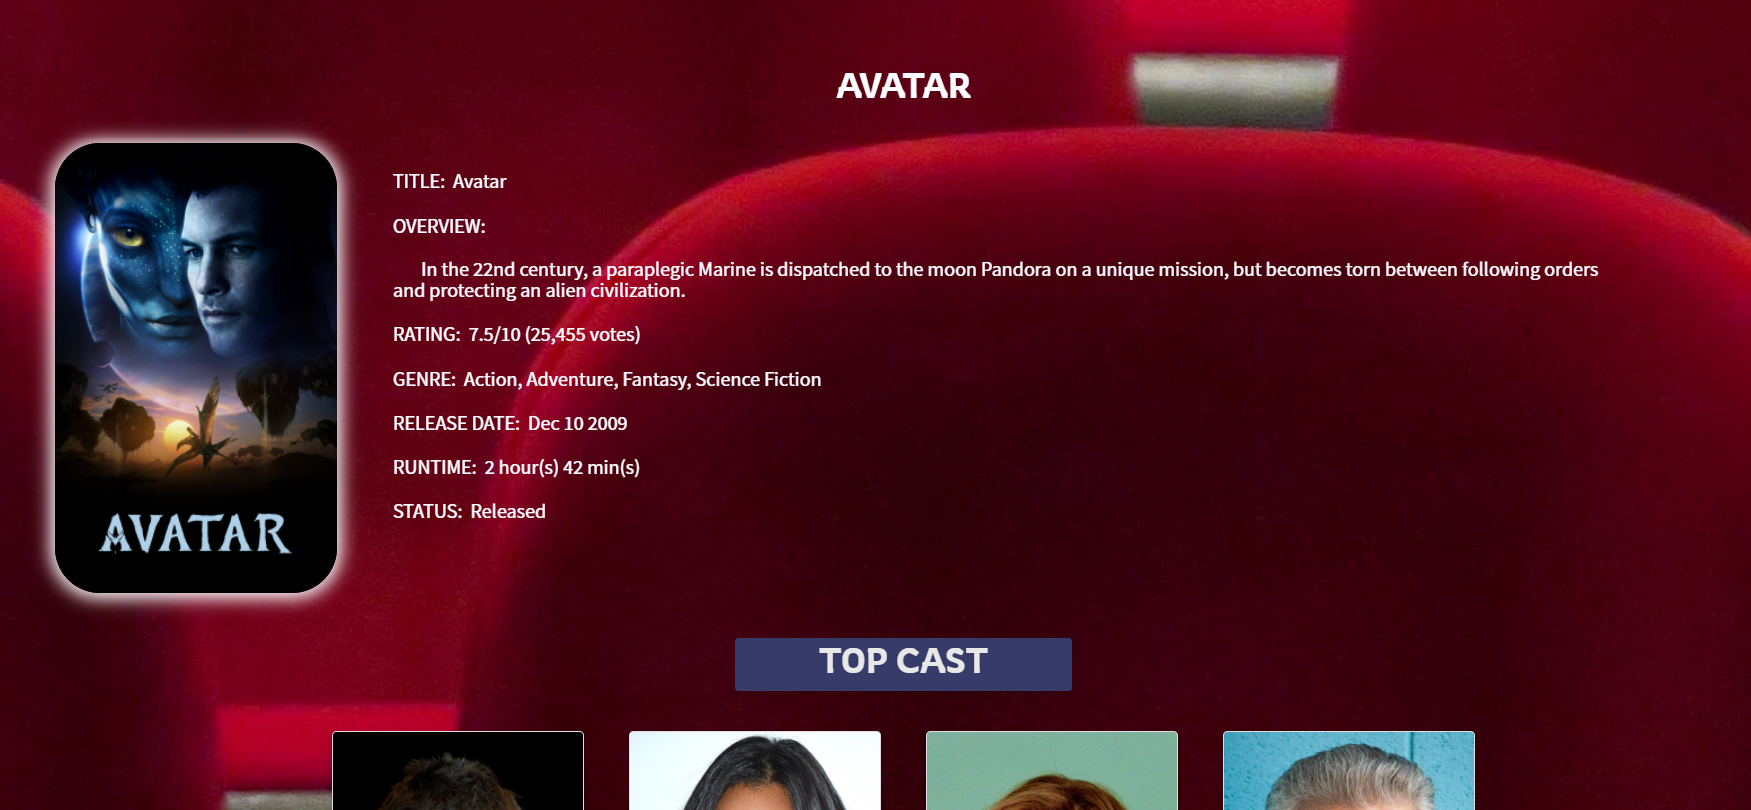 AVATAR
TITLE: Avatar
OVERVIEW:
In the 22nd century, a paraplegic Marine is dispatched to the moon Pandora on a unique mission, but becomes torn between following orders
and protecting an alien civilization.
RATING: 7.5/10 (25,455 votes)
GENRE: Action, Adventure, Fantasy, Science Fiction
RELEASE DATE: Dec 10 2009
RUNTIME: 2 hour(s) 42 min(s)
STATUS: Released
AVATAR
TOP CAST